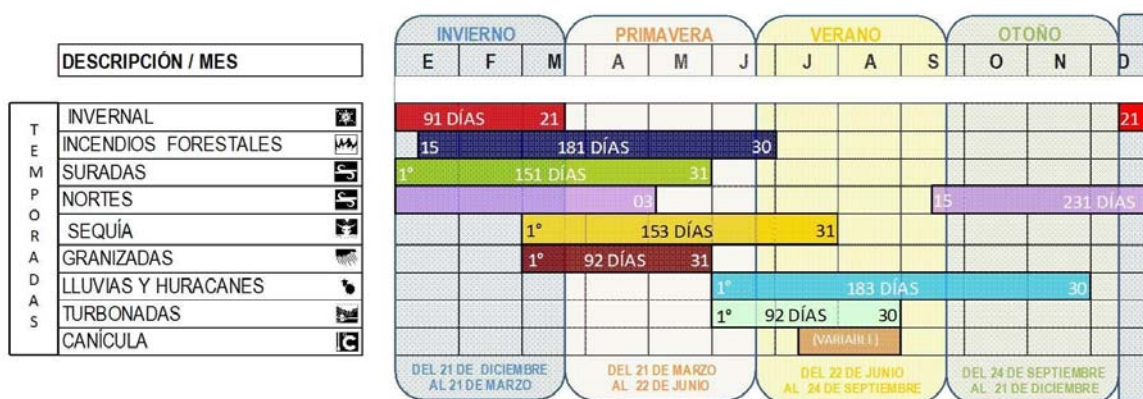 INVIERNO PRIMAVERA VERANO OTOÑO
DESCRIPCIÓN / MES E F M A M J J A S O N D
TEMPORADAS
INVERNAL 91 DÍAS 21 21
INCENDIOS FORESTALES 15 181 DÍAS 30
SURADAS 1° 151 DÍAS 31
NORTES 03 15 231 DÍAS
SEQUÍA 1° 153 DÍAS 31
GRANIZADAS 1° 92 DÍAS 31
LLUVIAS Y HURACANES 1° 183 DÍAS 30
TURBONADAS 1° 92 DÍAS 30
CANÍCULA C (VARIABLE)
DEL 21 DE DICIEMBRE DEL 21 DE MARZO DEL 22 DE JUNIO DEL 24 DE SEPTIEMBRE
AL 21 DE MARZO AL 22 DE JUNIO AL 24 DE SEPTIEMBRE AL 21 DE DICIEMBRE